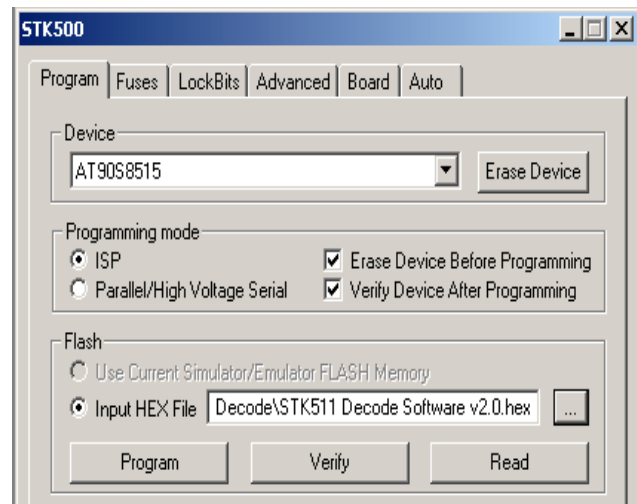 STK500
Program Fuses LockBits Advanced Board Auto
Device
AT90S8515 Erase Device
Programming mode
ISP Erase Device Before Programming
Parallel/High Voltage Serial Verify Device After Programming
Flash
Use Current Simulator/Emulator FLASH Memory
Input HEX File Decode\STK511 Decode Software v2.0.hex ...
Program Verify Read